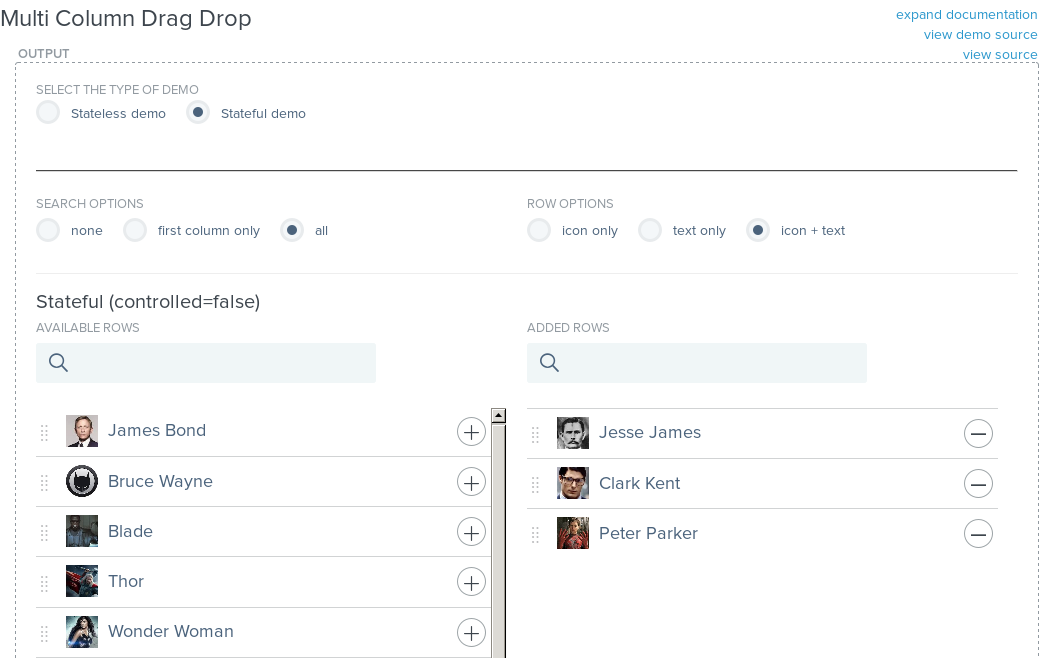 Multi Column Drag Drop
expand documentation
view demo source
view source
OUTPUT
SELECT THE TYPE OF DEMO
Stateless demo Stateful demo
SEARCH OPTIONS
none first column only all
ROW OPTIONS
icon only text only icon + text
Stateful (controlled=false)
AVAILABLE ROWS
James Bond
Bruce Wayne
Blade
Thor
Wonder Woman
ADDED ROWS
Jesse James
Clark Kent
Peter Parker